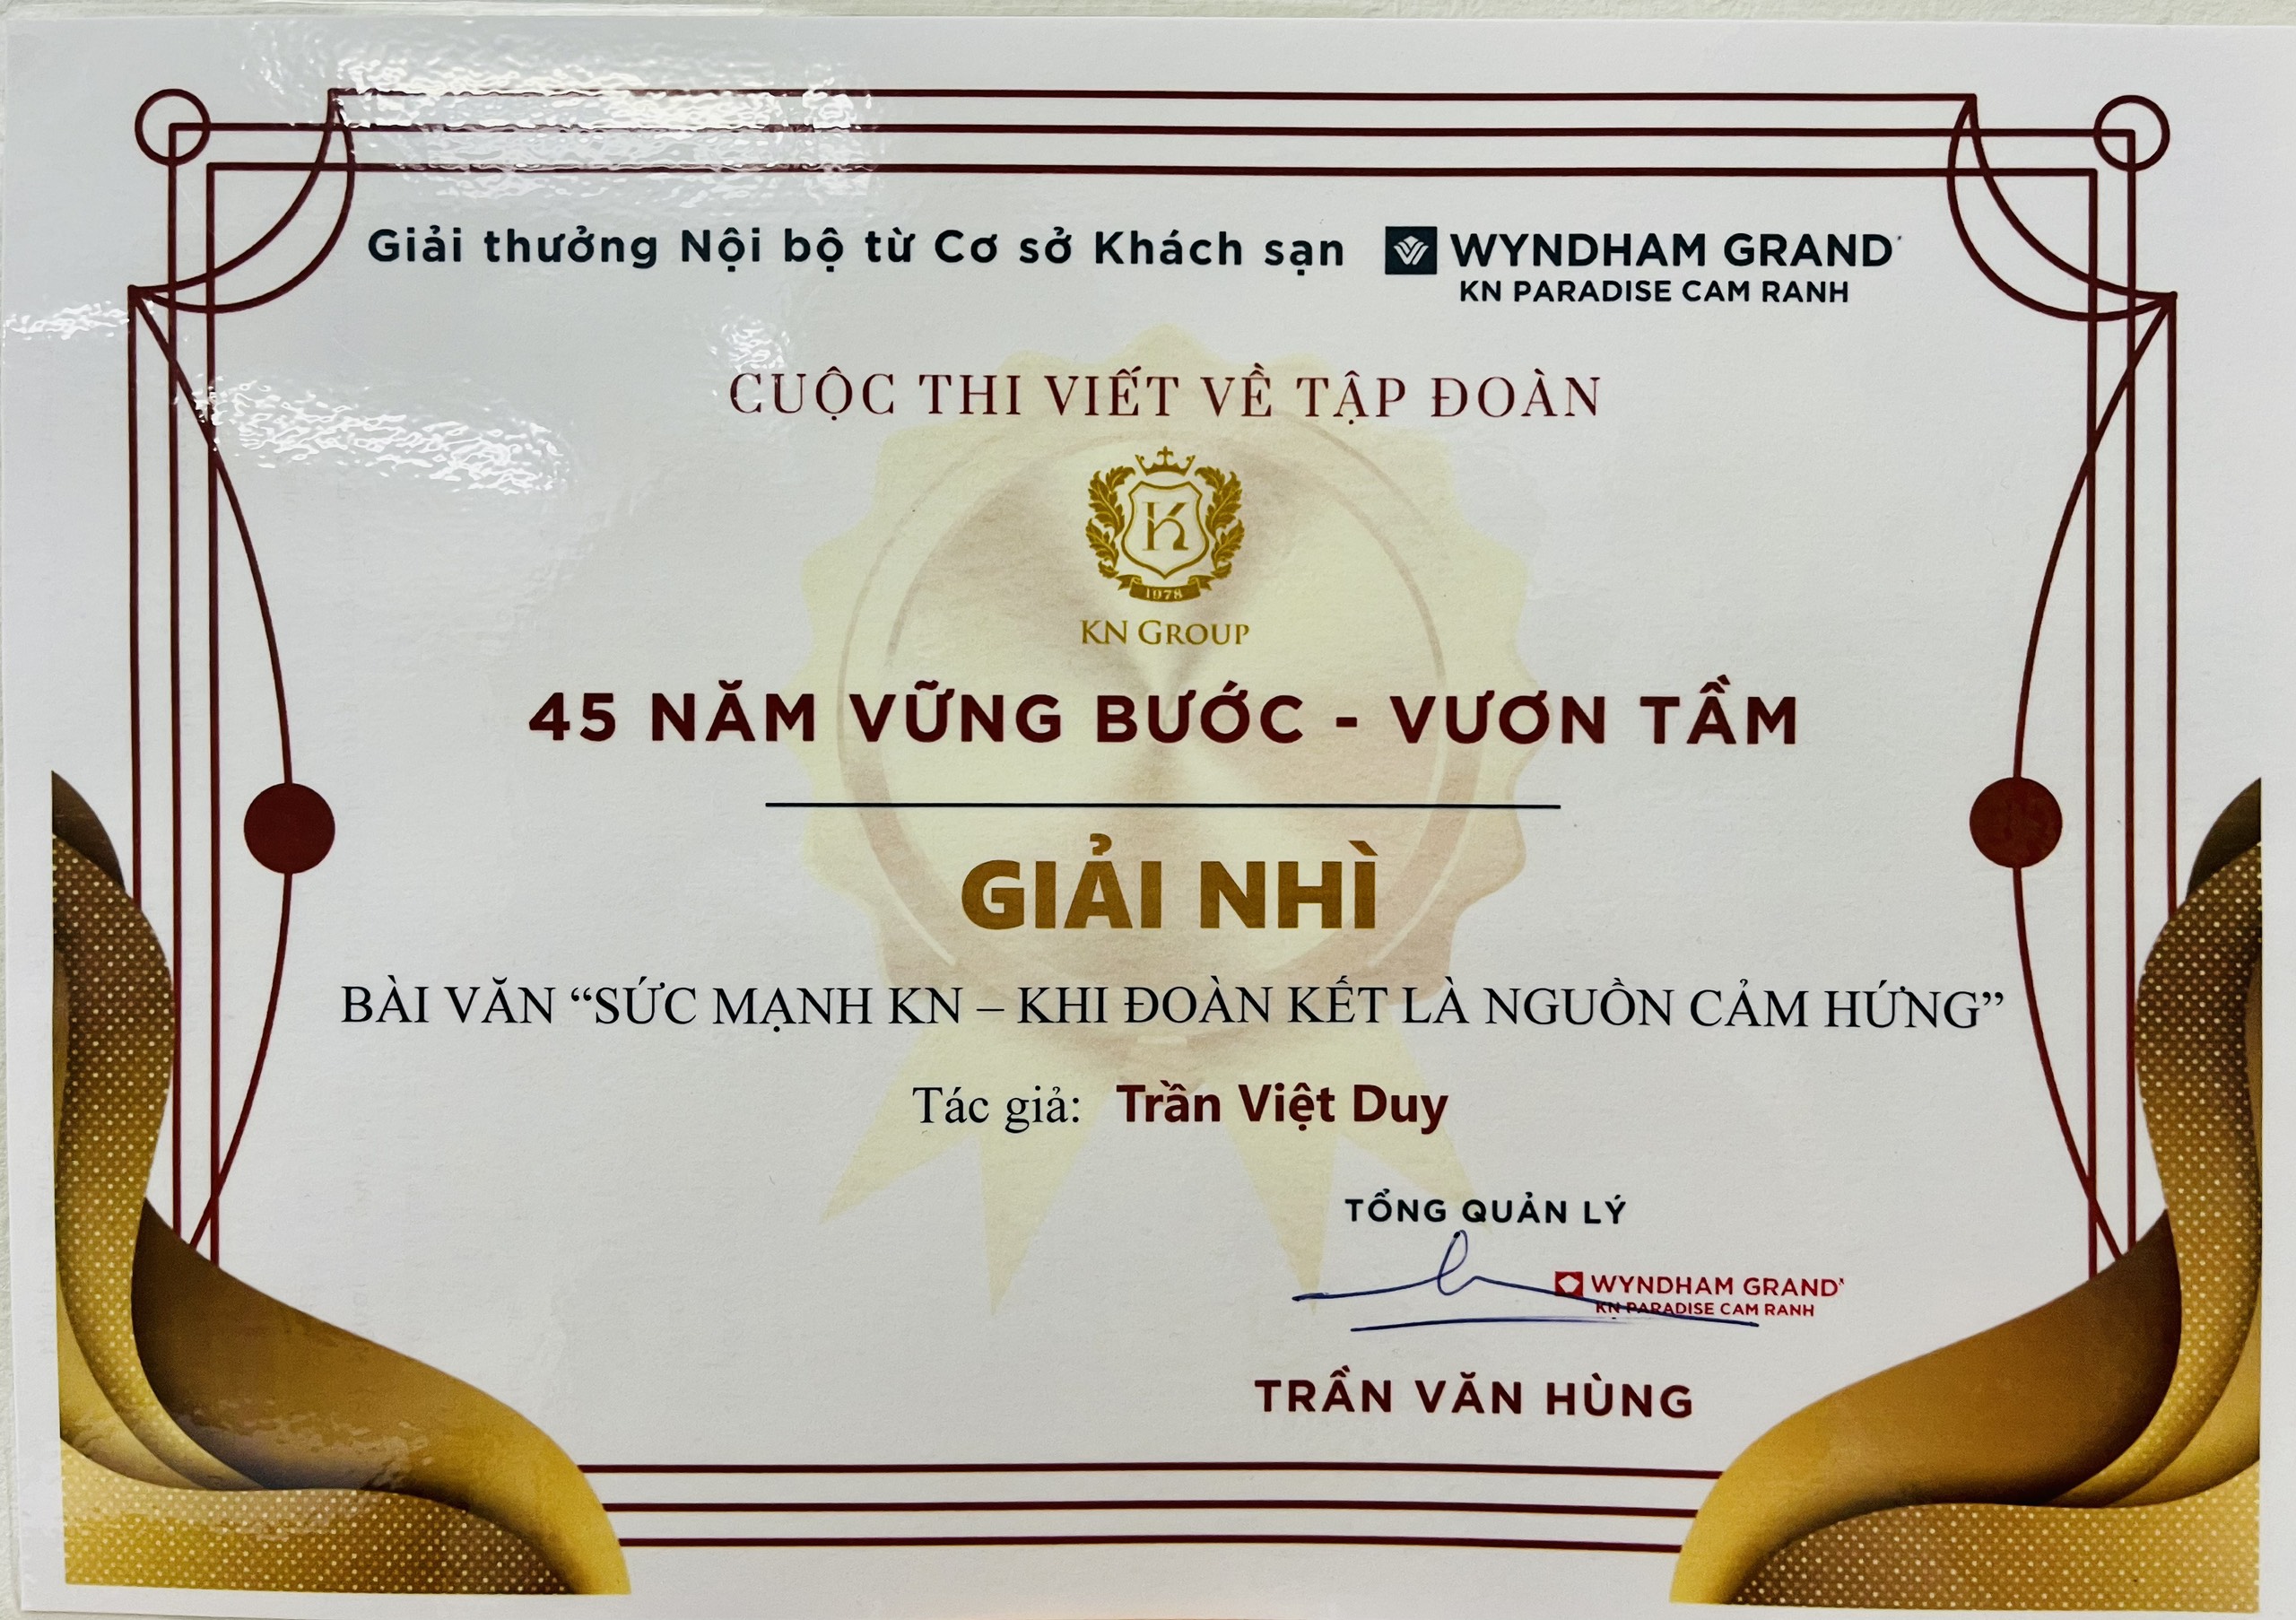 Giải thưởng Nội bộ từ Cơ sở Khách sạn WYNDHAM GRAND
KN PARADISE CAM RANH
CUỘC THI VIẾT VỀ TẬP ĐOÀN
K
1978
KN GROUP
45 NĂM VỮNG BƯỚC - VƯƠN TẦM
GIẢI NHÌ
BÀI VĂN “SỨC MẠNH KN – KHI ĐOÀN KẾT LÀ NGUỒN CẢM HỨNG”
Tác giả: Trần Việt Duy
TỔNG QUẢN LÝ
WYNDHAM GRAND
KN PARADISE CAM RANH
TRẦN VĂN HÙNG